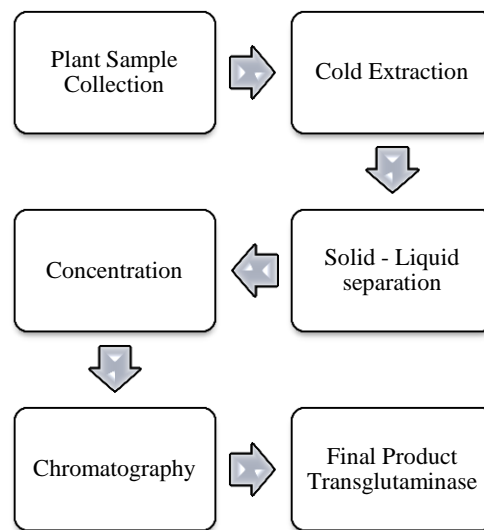 Plant Sample
Collection
Cold Extraction
Solid - Liquid
separation
Concentration
Chromatography
Final Product
Transglutaminase